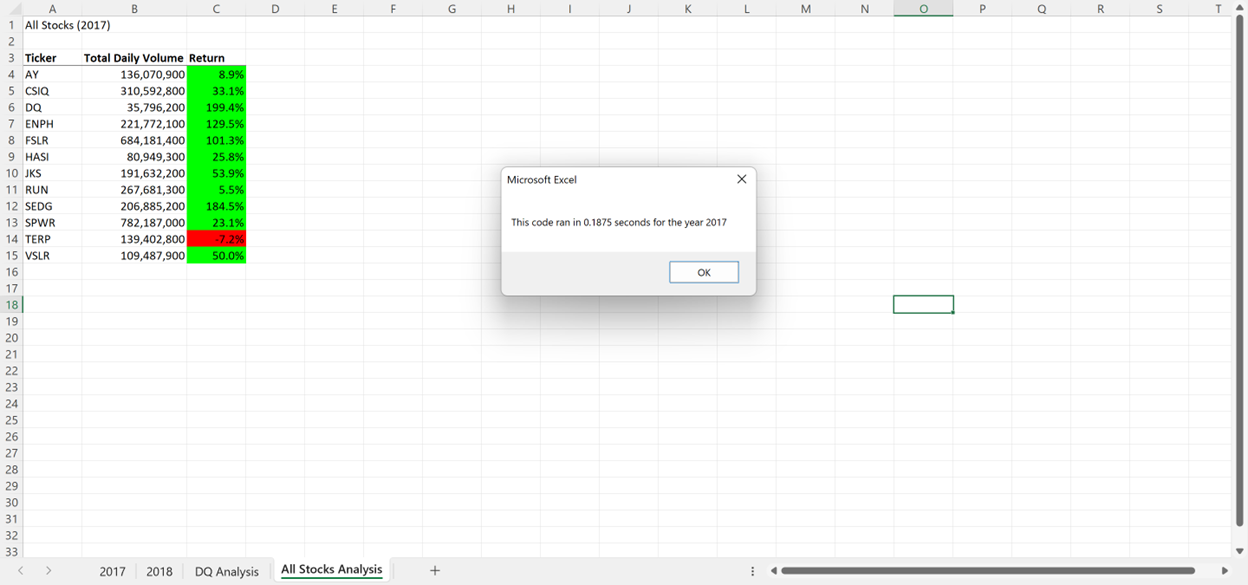 A B C D E F G H I J K L M N O P Q R S T
1 All Stocks (2017)
2
3 Ticker Total Daily Volume Return
4 AY 136,070,900 8.9%
5 CSIQ 310,592,800 33.1%
6 DQ 35,796,200 199.4%
7 ENPH 221,772,100 129.5%
8 FSLR 684,181,400 101.3%
9 HASI 80,949,300 25.8%
10 JKS 191,632,200 53.9%
11 RUN 267,681,300 5.5%
12 SEDG 206,885,200 184.5%
13 SPWR 782,187,000 23.1%
14 TERP 139,402,800 -7.2%
15 VSLR 109,487,900 50.0%
16
17
18
19
20
21
22
23
24
25
26
27
28
29
30
31
32
33
Microsoft Excel
This code ran in 0.1875 seconds for the year 2017
OK
2017 2018 DQ Analysis All Stocks Analysis